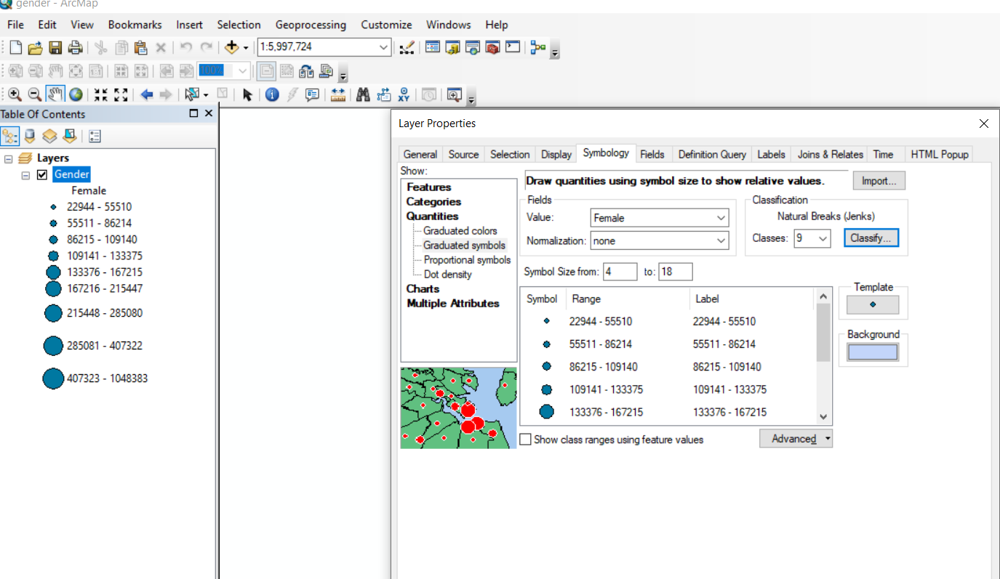 gender - ArcMap
File Edit View Bookmarks Insert Selection Geoprocessing Customize Windows Help
1:5,997,724
1:1 100%
XY
Table Of Contents
Layers
Gender
Female
22944 - 55510
55511 - 86214
86215 - 109140
109141 - 133375
133376 - 167215
167216 - 215447
215448 - 285080
285081 - 407322
407323 - 1048383
Layer Properties
General Source Selection Display Symbology Fields Definition Query Labels Joins & Relates Time HTML Popup
Show:
Features
Categories
Quantities
Graduated colors
Graduated symbols
Proportional symbols
Dot density
Charts
Multiple Attributes
Draw quantities using symbol size to show relative values. Import...
Fields
Value: Female
Normalization: none
Classification
Natural Breaks (Jenks)
Classes: 9 Classify...
Symbol Size from: 4 to: 18
Symbol Range Label
22944 - 55510 22944 - 55510
55511 - 86214 55511 - 86214
86215 - 109140 86215 - 109140
109141 - 133375 109141 - 133375
133376 - 167215 133376 - 167215
Template
Background
Show class ranges using feature values Advanced